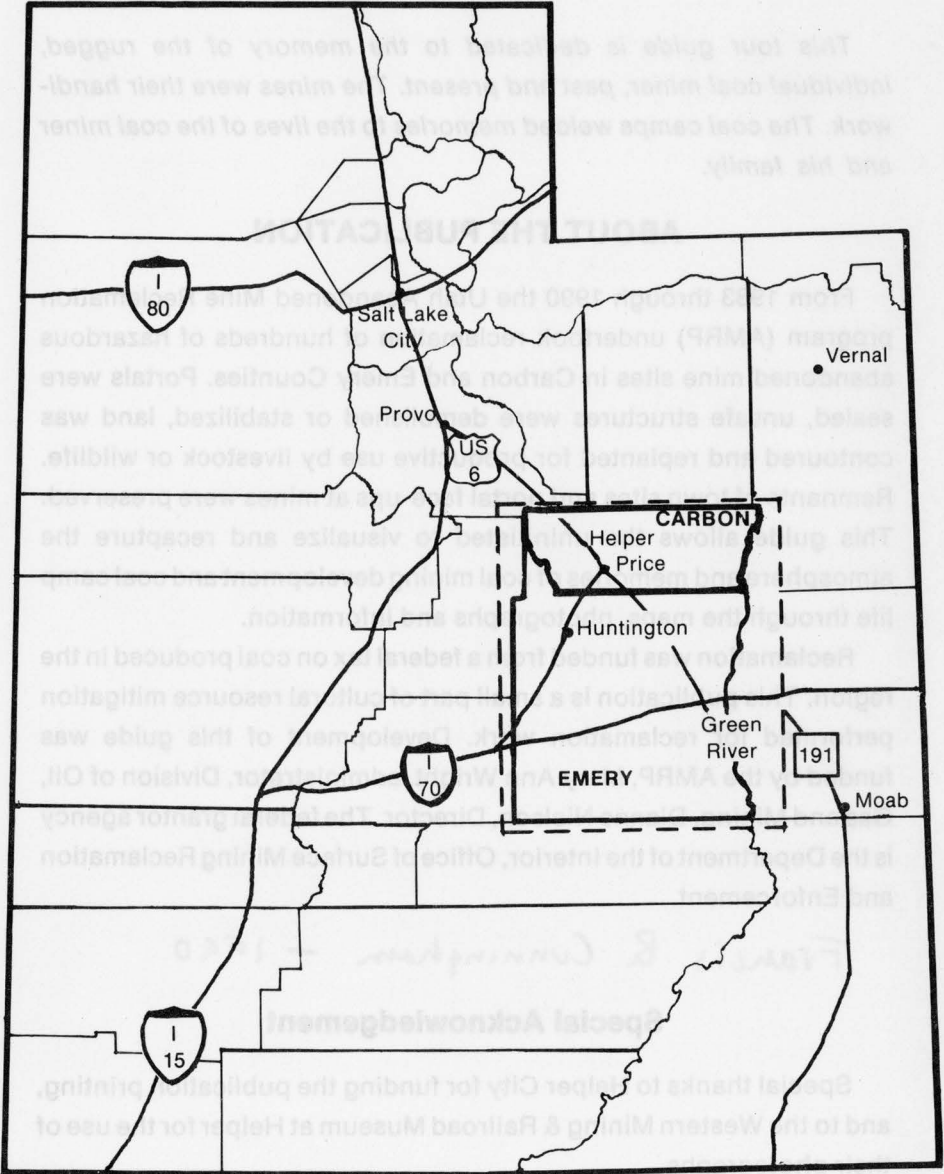 I
80
Salt Lake
City
Vernal
Provo
US
6
CARBON
Helper
Price
Huntington
Green
River
191
I
70
EMERY
Moab
I
15
This tour guide is dedicated to the memory of the rugged,
individual coal miner, past and present. The mines were their handi-
work. The coal camps welded memories to the lives of the coal miner
and his family.
ABOUT THE PUBLICATION
From 1983 through 1990 the Utah Abandoned Mine Reclamation
program (AMRP) undertook reclamation of hundreds of hazardous
abandoned mine sites in Carbon and Emery Counties. Portals were
sealed, unsafe structures were demolished or stabilized, land was
contoured and replanted for productive use by livestock or wildlife.
Remnants of town sites and portal face-ups at mines were preserved.
This guide allows the to visualize and recapture the
atmosphere and memories of coal mining development and coal camp
life through the maps, photographs and information.
Reclamation was funded from a federal tax on coal produced in the
region. This publication is a small part of cultural resource mitigation
performed for reclamation work. Development of this guide was
funded by the AMRP, Mary Ann Wright, Administrator, Division of Oil,
Gas and Mining, Dianne Nielson, Director. The federal grantor agency
is the Department of the Interior, Office of Surface Mining Reclamation
and Enforcement.
B Cunningham
Special Acknowledgement
Special thanks to Helper City for funding the publication printing,
and to the Western Mining & Railroad Museum at Helper for the use of
their photographs.